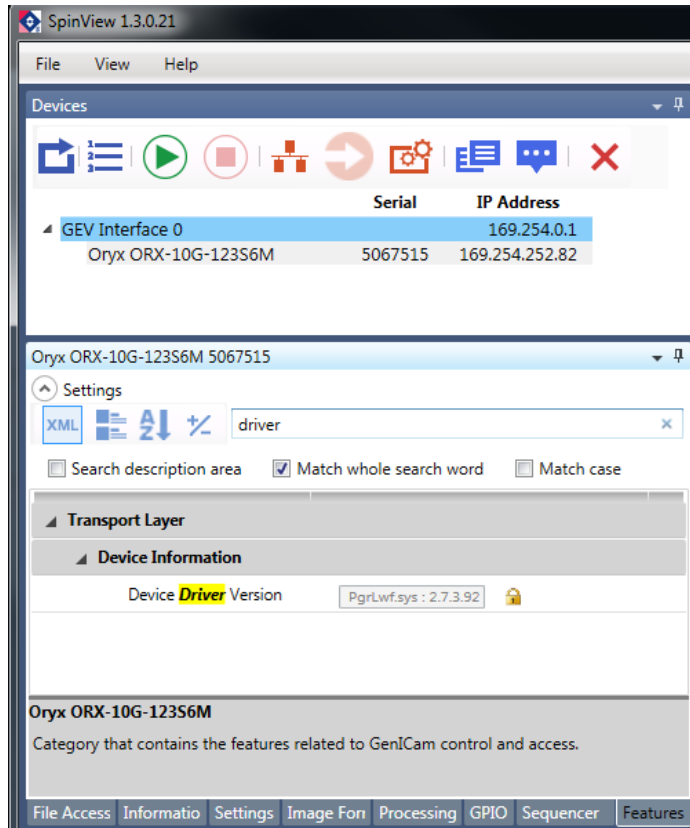 SpinView 1.3.0.21
File View Help
Devices
1
2
3
Serial IP Address
GEV Interface 0 169.254.0.1
Oryx ORX-10G-123S6M 5067515 169.254.252.82
Oryx ORX-10G-123S6M 5067515
Settings
XML A Z driver
Search description area Match whole search word Match case
Transport Layer
Device Information
Device Driver Version PgrLwf.sys : 2.7.3.92
Oryx ORX-10G-123S6M
Category that contains the features related to GenICam control and access.
File Access Informatio Settings Image Forr Processing GPIO Sequencer Features